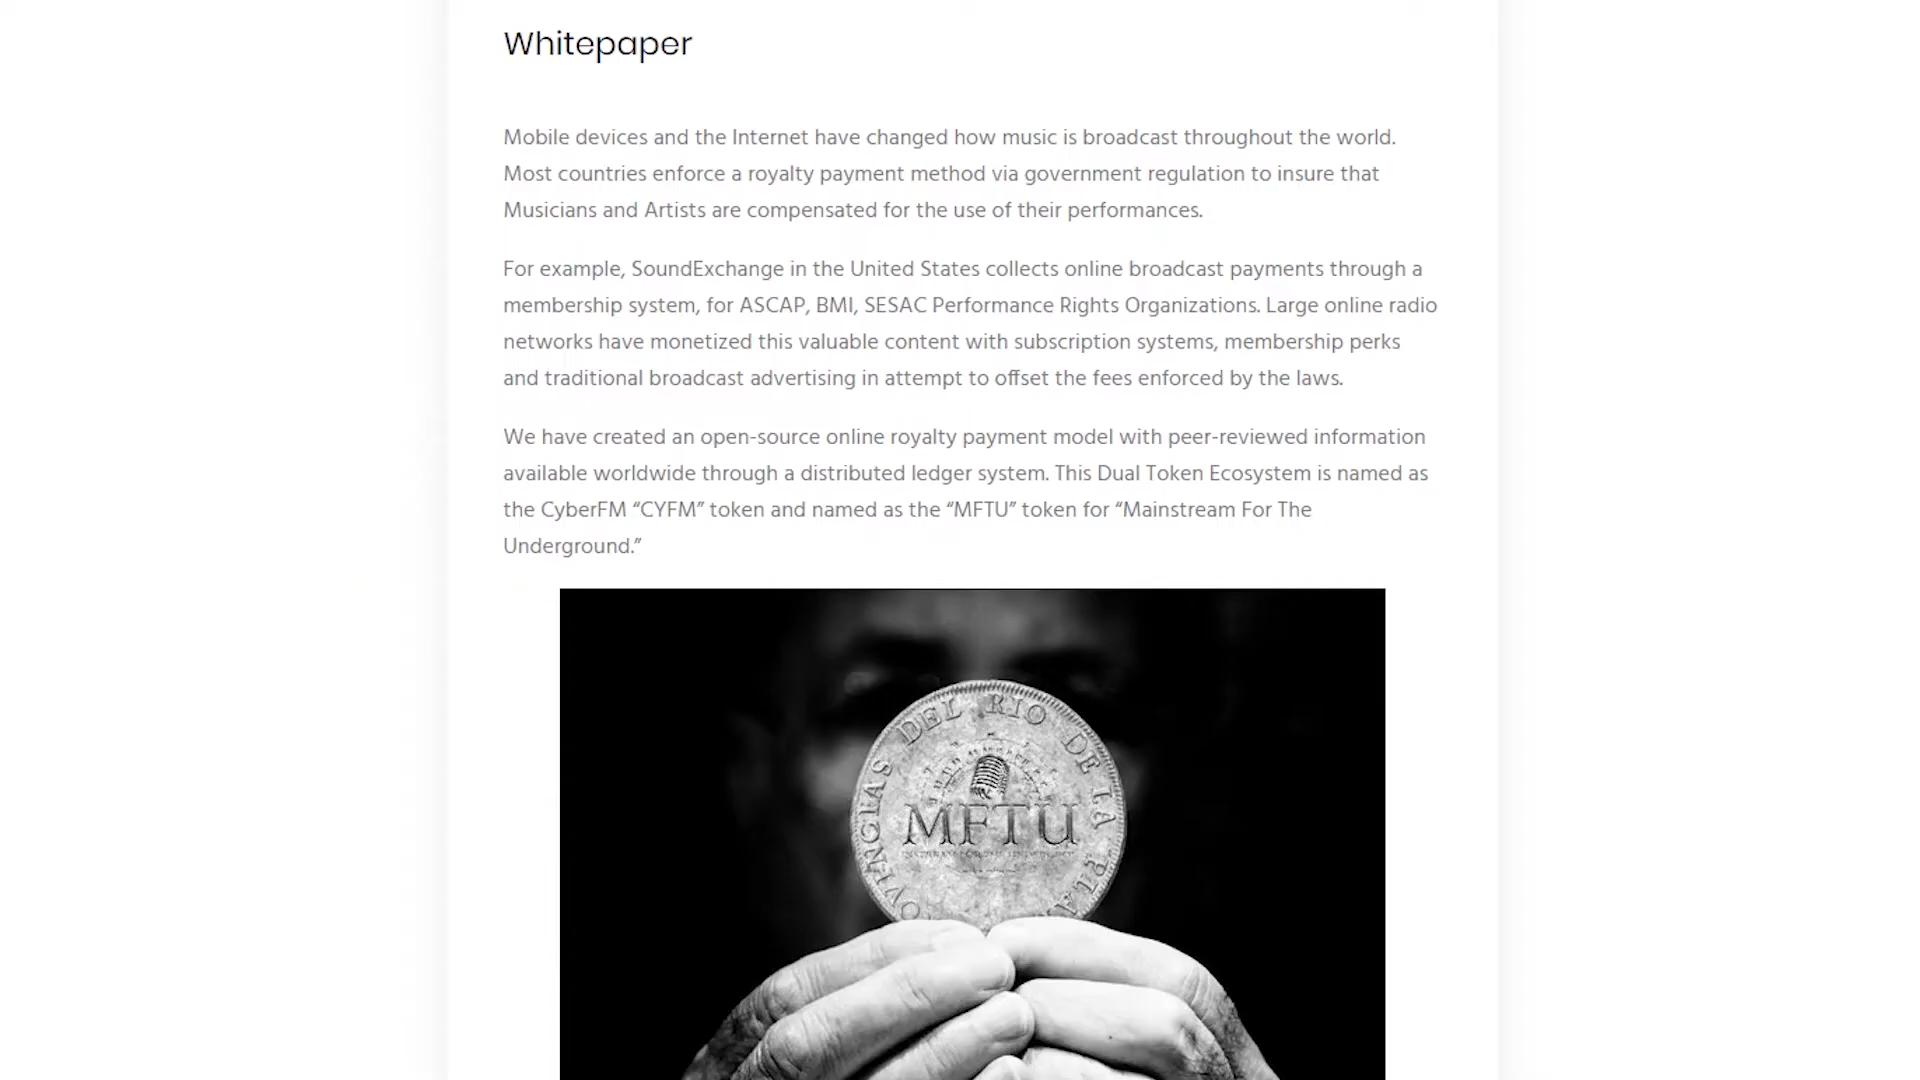 Whitepaper
Mobile devices and the Internet have changed how music is broadcast throughout the world.
Most countries enforce a royalty payment method via government regulation to insure that
Musicians and Artists are compensated for the use of their performances.
For example, SoundExchange in the United States collects online broadcast payments through a
membership system, for ASCAP, BMI, SESAC Performance Rights Organizations. Large online radio
networks have monetized this valuable content with subscription systems, membership perks
and traditional broadcast advertising in attempt to offset the fees enforced by the laws.
We have created an open-source online royalty payment model with peer-reviewed information
available worldwide through a distributed ledger system. This Dual Token Ecosystem is named as
the CyberFM “CYFM” token and named as the “MFTU” token for “Mainstream For The
Underground.”
DEL RIO DE LA
MFTU